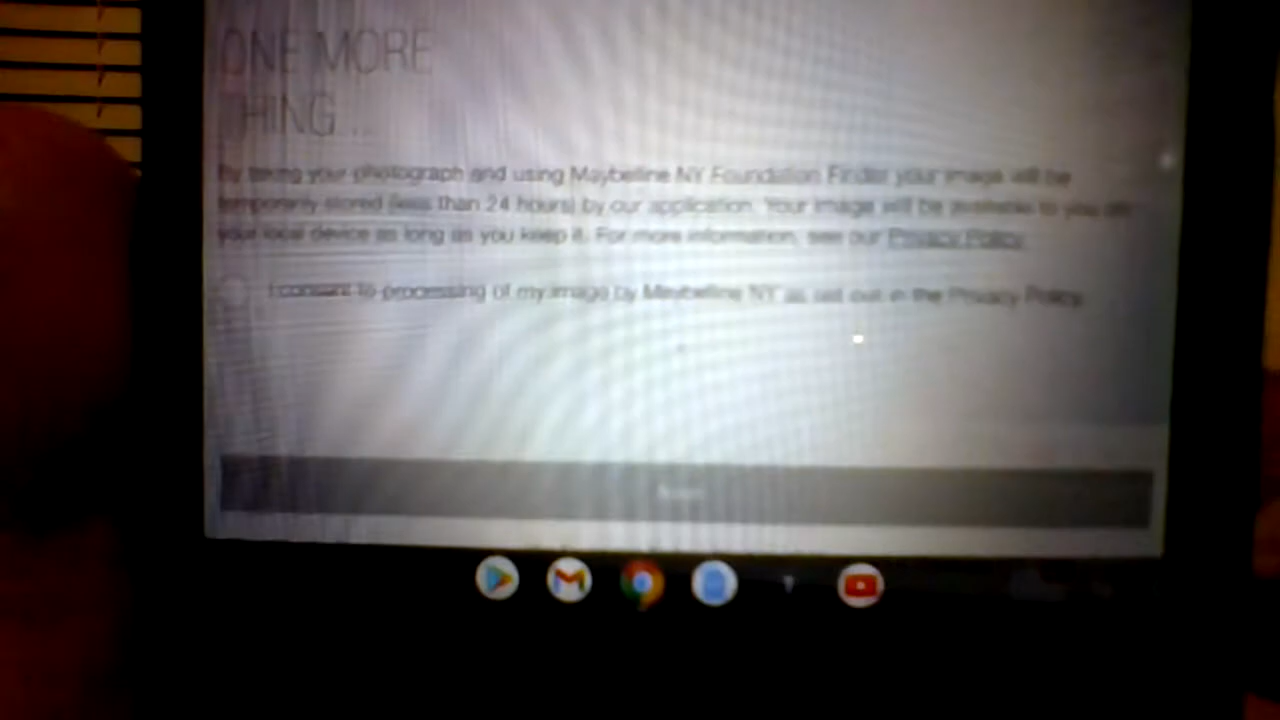 ONE MORE
THING...
By taking your photograph and using Maybelline NY Foundation Finder your image will be
temporarily stored (less than 24 hours) by our application. Your image will be available to you on
your local device as long as you keep it. For more information, see our Privacy Policy.
I consent to processing of my image by Maybelline NY as set out in the Privacy Policy.